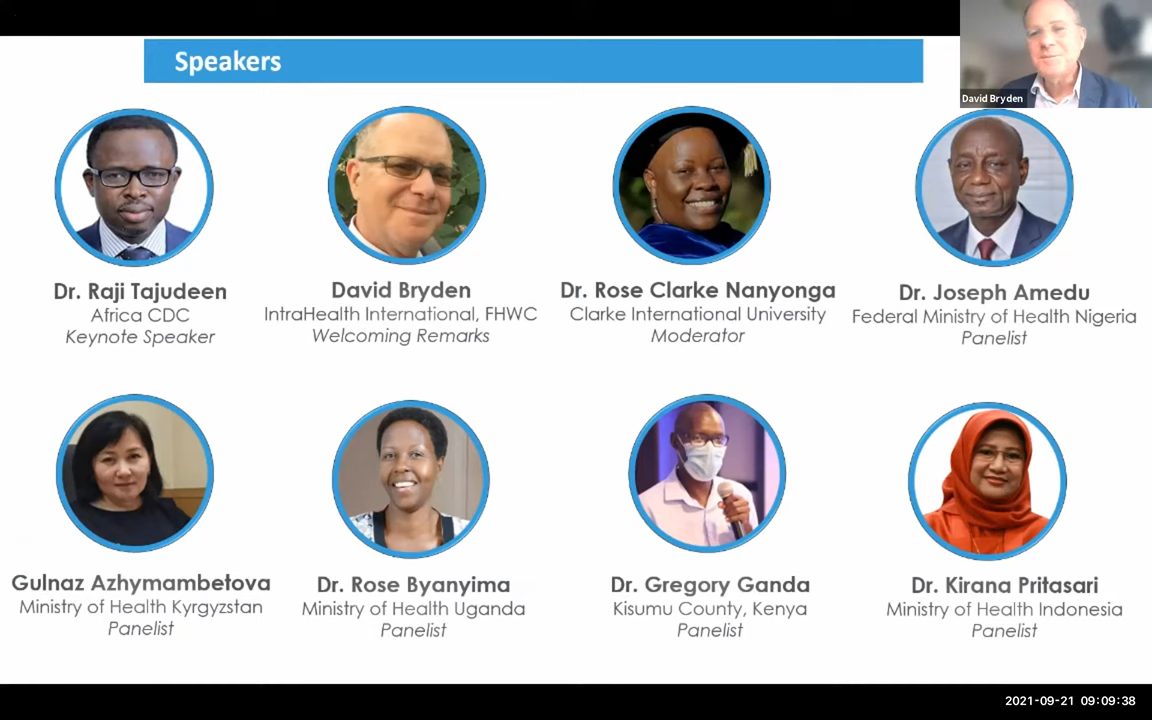 Speakers
David Bryden
Dr. Raji Tajudeen
Africa CDC
Keynote Speaker
David Bryden
IntraHealth International, FHWC
Welcoming Remarks
Dr. Rose Clarke Nanyonga
Clarke International University
Moderator
Dr. Joseph Amedu
Federal Ministry of Health Nigeria
Panelist
Gulnaz Azhymambetova
Ministry of Health Kyrgyzstan
Panelist
Dr. Rose Byanyima
Ministry of Health Uganda
Panelist
Dr. Gregory Ganda
Kisumu County, Kenya
Panelist
Dr. Kirana Pritasari
Ministry of Health Indonesia
Panelist
2021-09-21 09:09:38